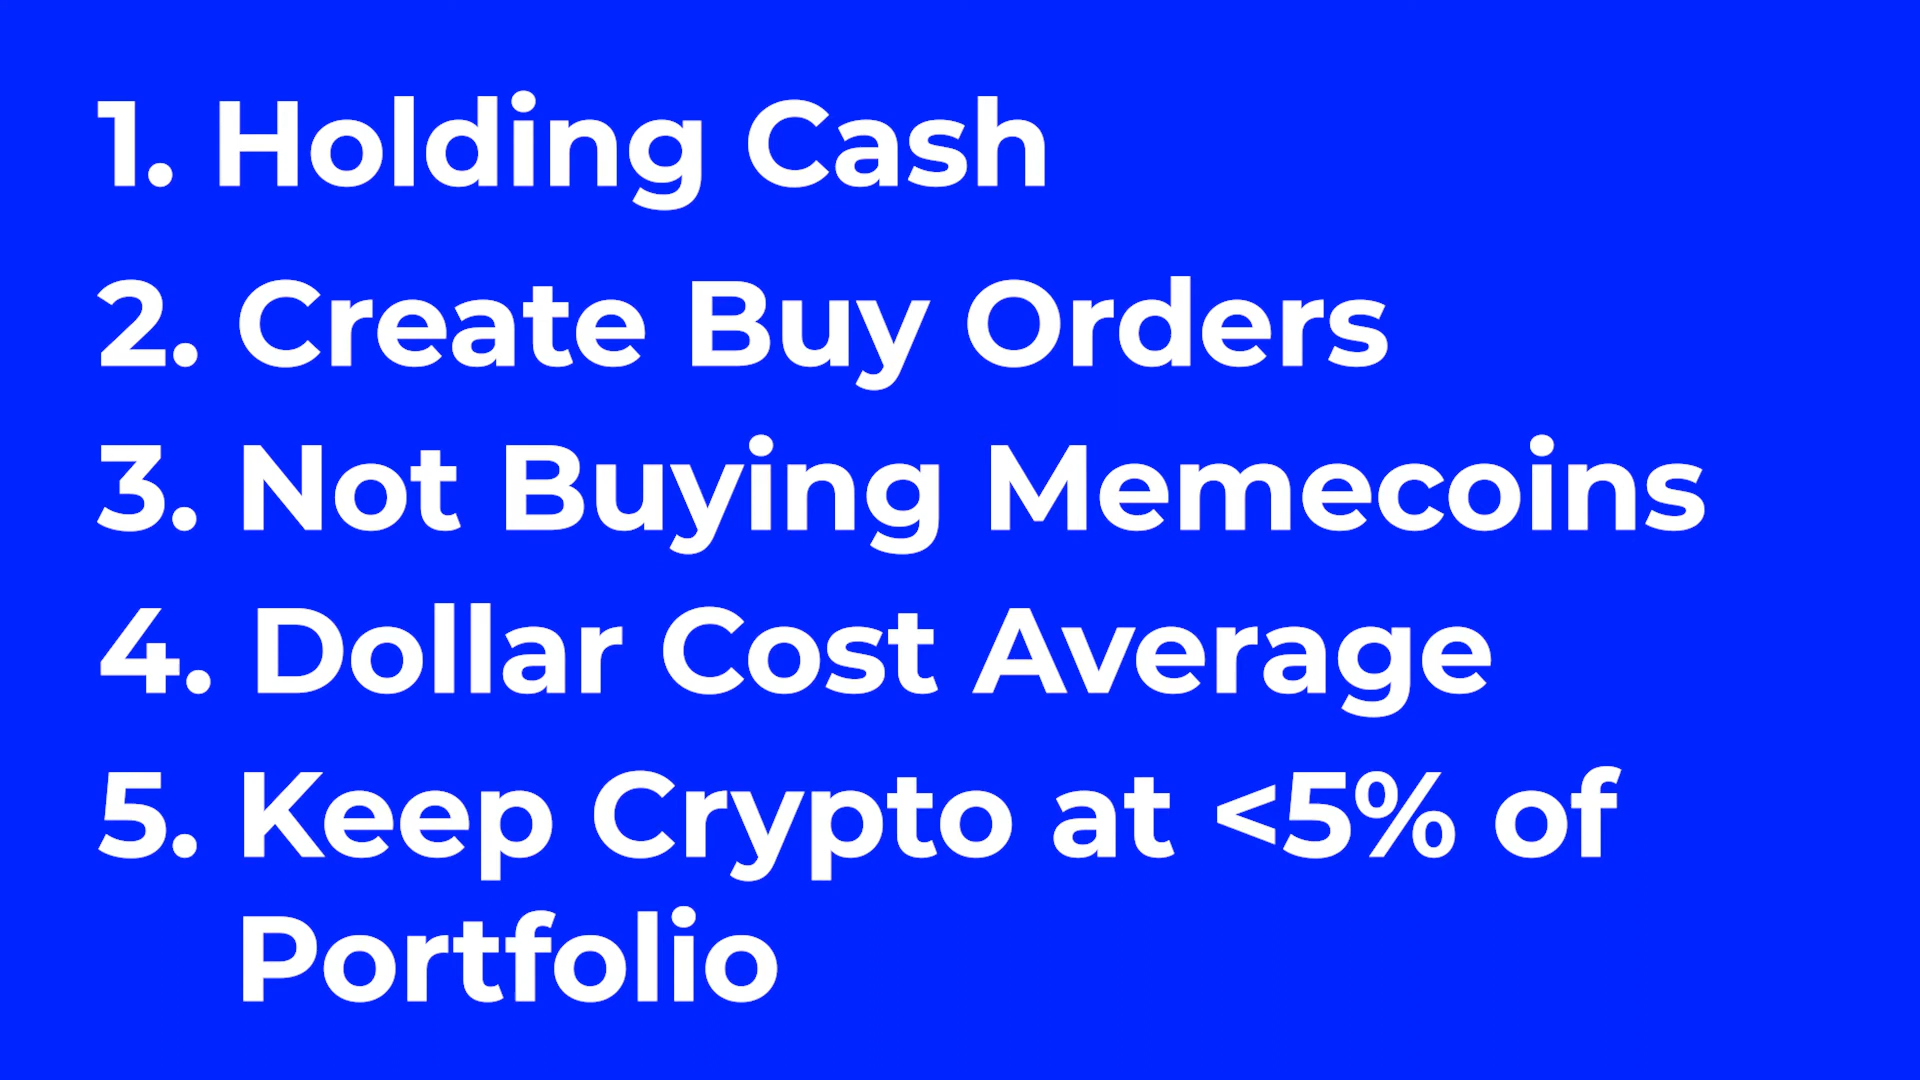 1. Holding Cash
2. Create Buy Orders
3. Not Buying Memecoins
4. Dollar Cost Average
5. Keep Crypto at <5% of
Portfolio